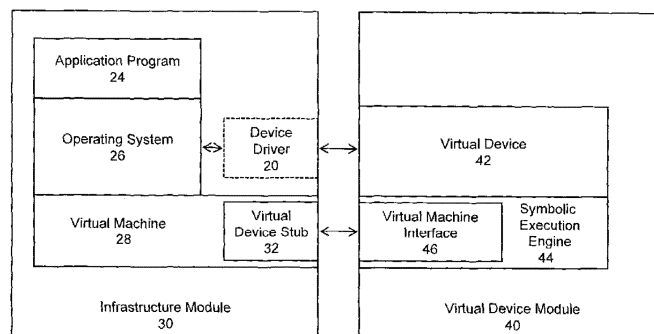 Application Program
24
Operating System
26
Device
Driver
20
Virtual Device
42
Virtual Machine
28
Virtual
Device Stub
32
Virtual Machine
Interface
46
Symbolic
Execution
Engine
44
Infrastructure Module
30
Virtual Device Module
40